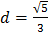 d = √5/3